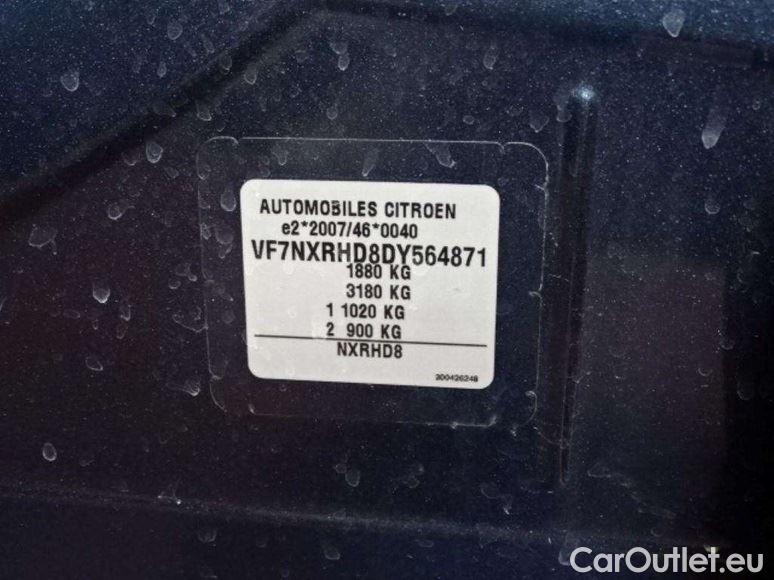 AUTOMOBILES CITROEN
e2*2007/46*0040
VF7NXRHD8DY564871
1880 KG
3180 KG
1 1020 KG
2 900 KG
NXRHD8
200426248
CarOutlet.eu